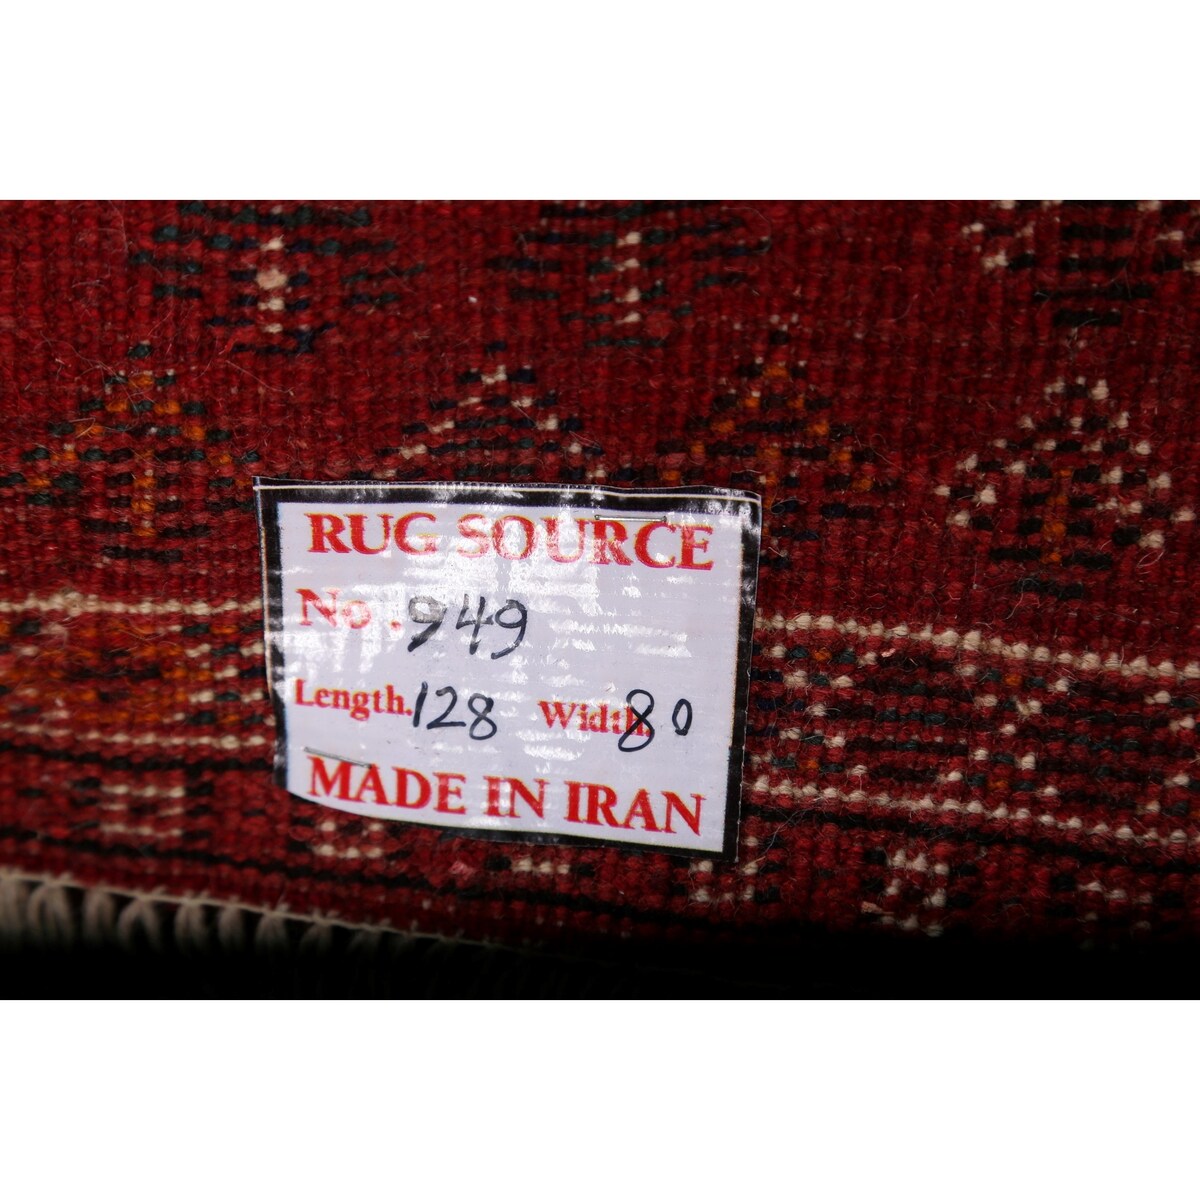 RUG SOURCE
No. 949
Length. 128 Width. 80
MADE IN IRAN